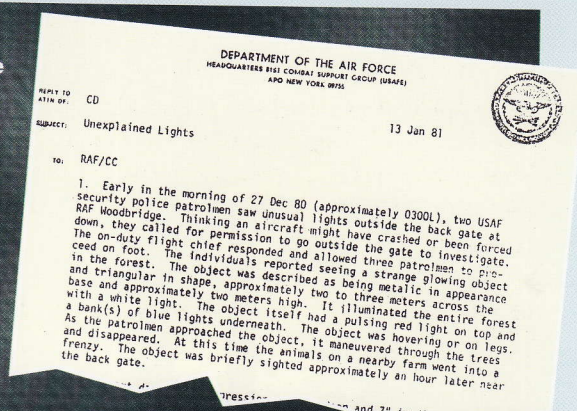 DEPARTMENT OF THE AIR FORCE
HEADQUARTERS 81ST COMBAT SUPPORT GROUP (USAFE)
APO NEW YORK 09755
REPLY TO
ATTN OF: CD
13 Jan 81
SUBJECT: Unexplained Lights
TO: RAF/CC
1. Early in the morning of 27 Dec 80 (approximately 0300L), two USAF
security police patrolmen saw unusual lights outside the back gate at
RAF Woodbridge. Thinking an aircraft might have crashed or been forced
down, they called for permission to go outside the gate to investigate.
The on-duty flight chief responded and allowed three patrolmen to pro-
ceed on foot. The individuals reported seeing a strange glowing object
in the forest. The object was described as being metalic in appearance
and triangular in shape, approximately two to three meters across the
base and approximately two meters high. It illuminated the entire forest
with a white light. The object itself had a pulsing red light on top and
a bank(s) of blue lights underneath. The object was hovering or on legs.
As the patrolmen approached the object, it maneuvered through the trees
and disappeared. At this time the animals on a nearby farm went into a
frenzy. The object was briefly sighted approximately an hour later near
the back gate.
and 7"